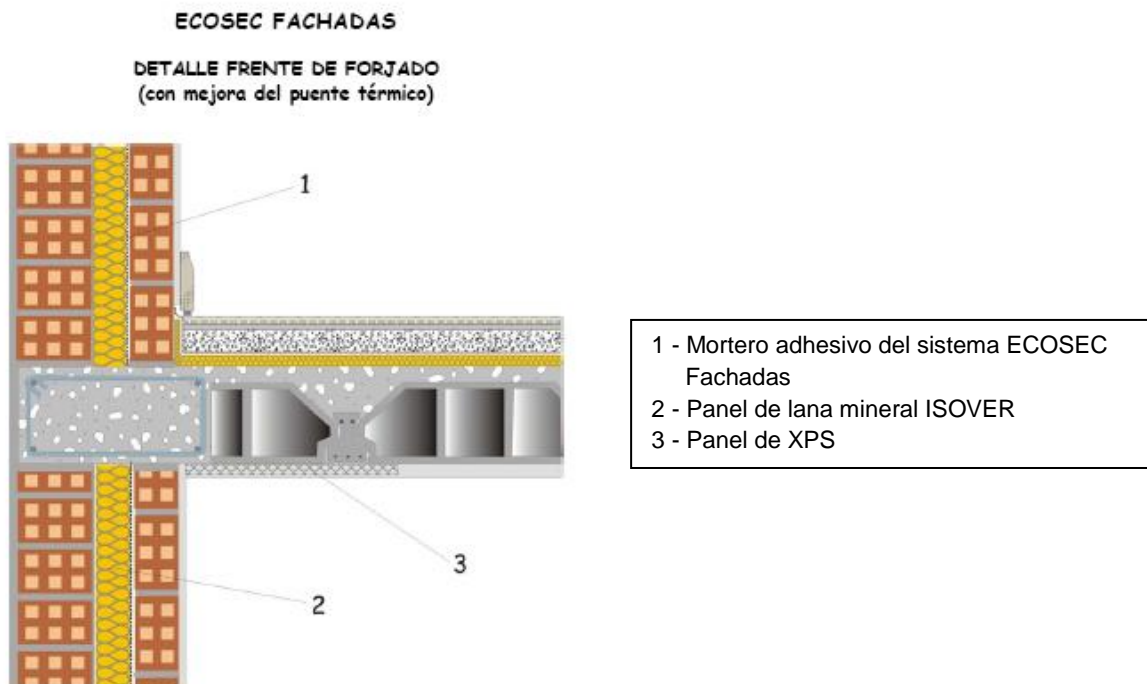 ECOSEC FACHADAS
DETALLE FRENTE DE FORJADO
(con mejora del puente térmico)
1
2
3
1 - Mortero adhesivo del sistema ECOSEC
Fachadas
2 - Panel de lana mineral ISOVER
3 - Panel de XPS